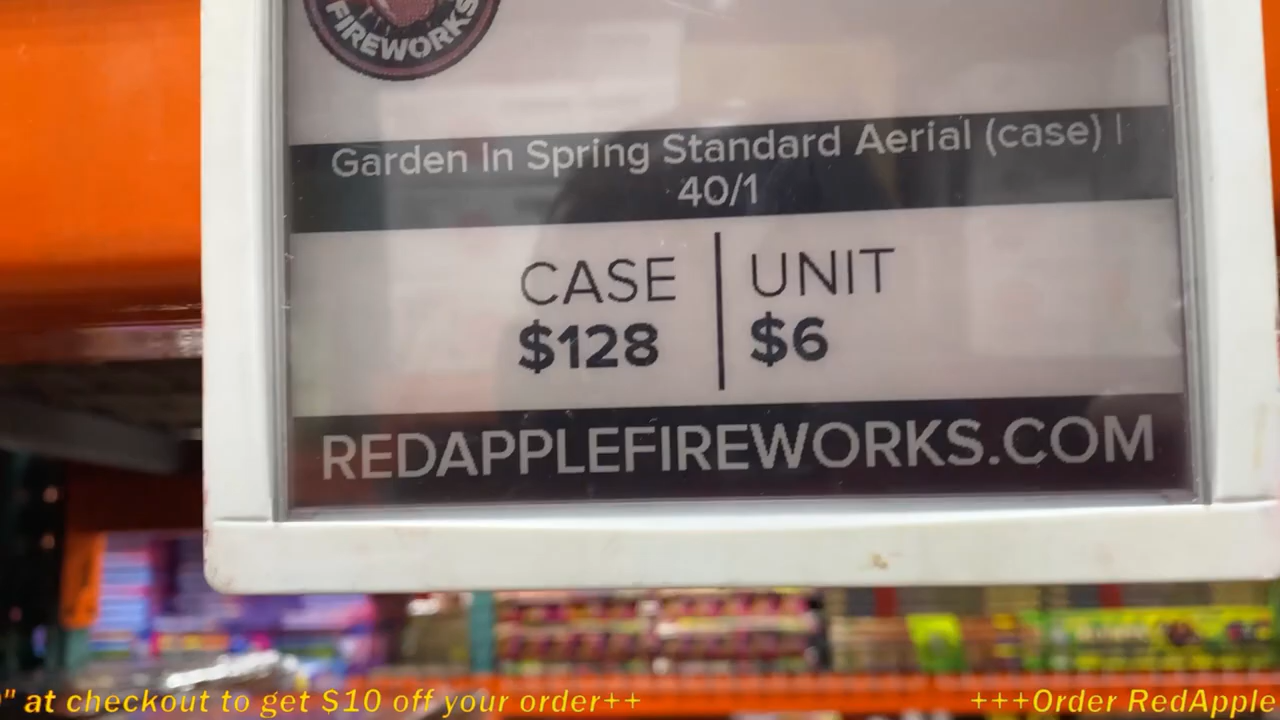 FIREWORKS
Garden In Spring Standard Aerial (case) |
40/1
CASE | UNIT
$128 | $6
REDAPPLEFIREWORKS.COM
" at checkout to get $10 off your order++ +++Order RedApple